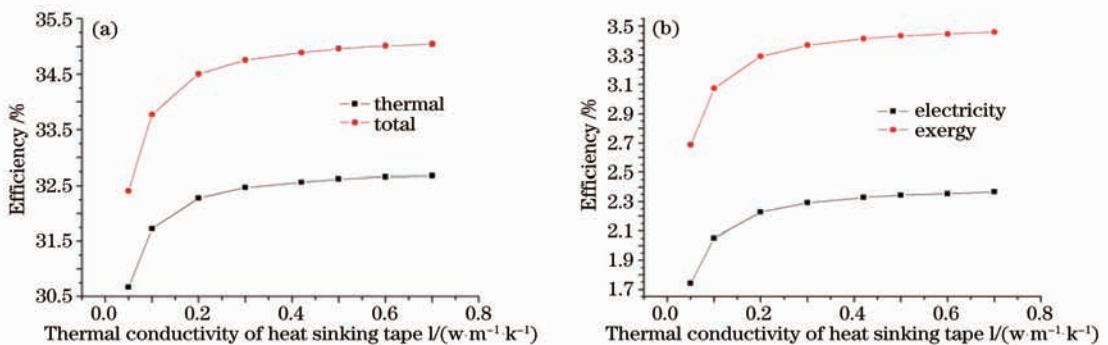 (a)
35.5
34.5
33.5
32.5
31.5
30.5
Efficiency /%
thermal
total
0.0 0.2 0.4 0.6 0.8
Thermal conductivity of heat sinking tape l/(w·m⁻¹·k⁻¹)
(b)
3.5
3.3
3.1
2.9
2.7
2.5
2.3
2.1
1.9
1.7
Efficiency /%
electricity
exergy
0.0 0.2 0.4 0.6 0.8
Thermal conductivity of heat sinking tape l/(w·m⁻¹·k⁻¹)